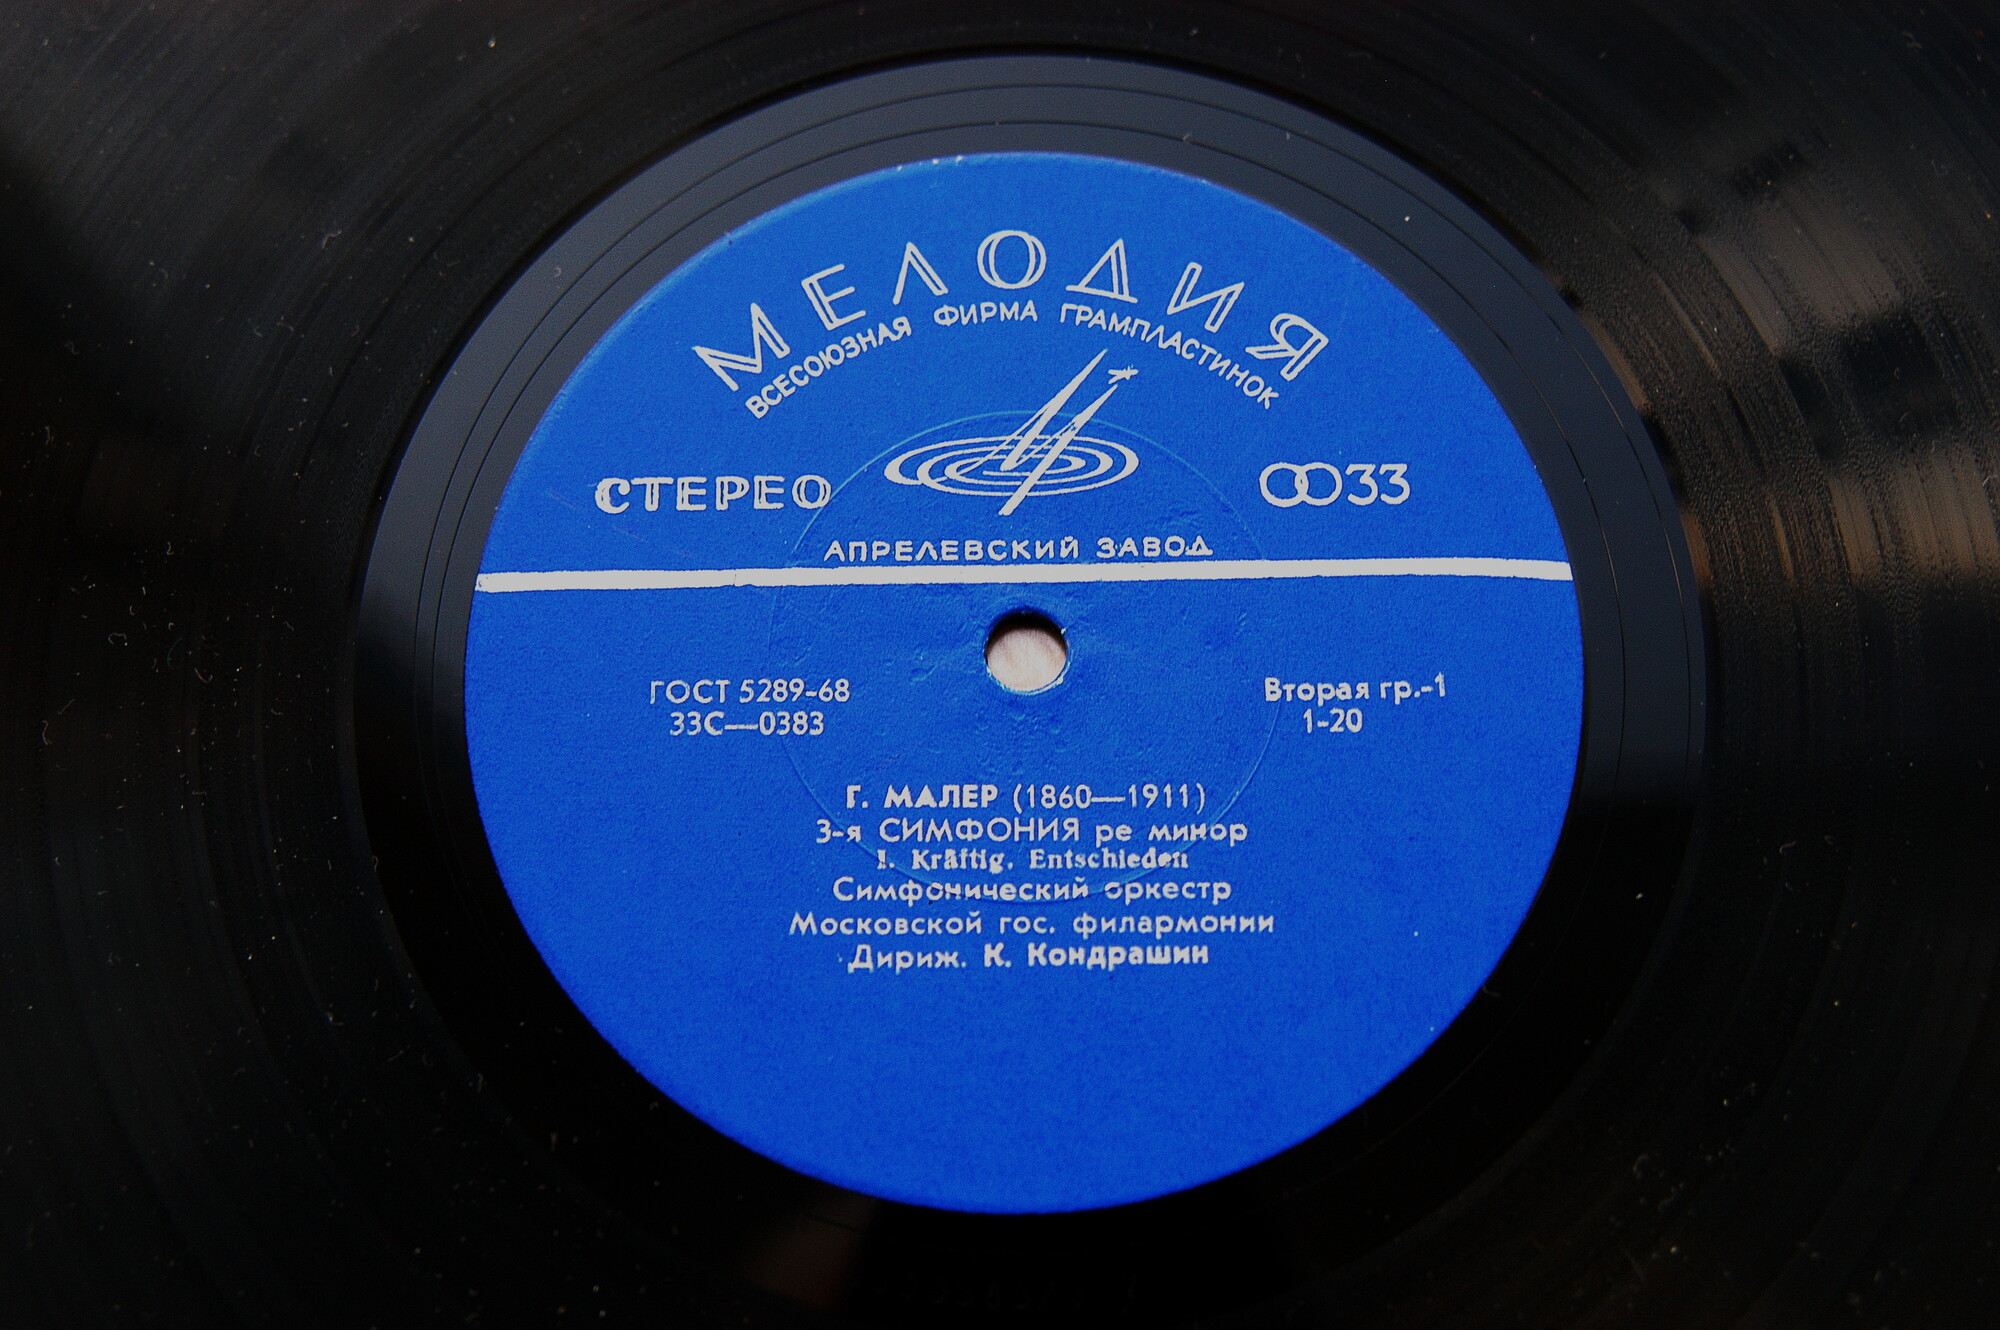 МЕЛОДИЯ
ВСЕСОЮЗНАЯ ФИРМА ГРАМПЛАСТИНОК
СТЕРЕО
33
АПРЕЛЕВСКИЙ ЗАВОД
ГОСТ 5289-68
33С—0383
Вторая гр.-1
1-20
Г. МАЛЕР (1860—1911)
3-я СИМФОНИЯ ре минор
I. Kräftig. Entschieden
Симфонический оркестр
Московской гос. филармонии
Дириж. К. Кондрашин